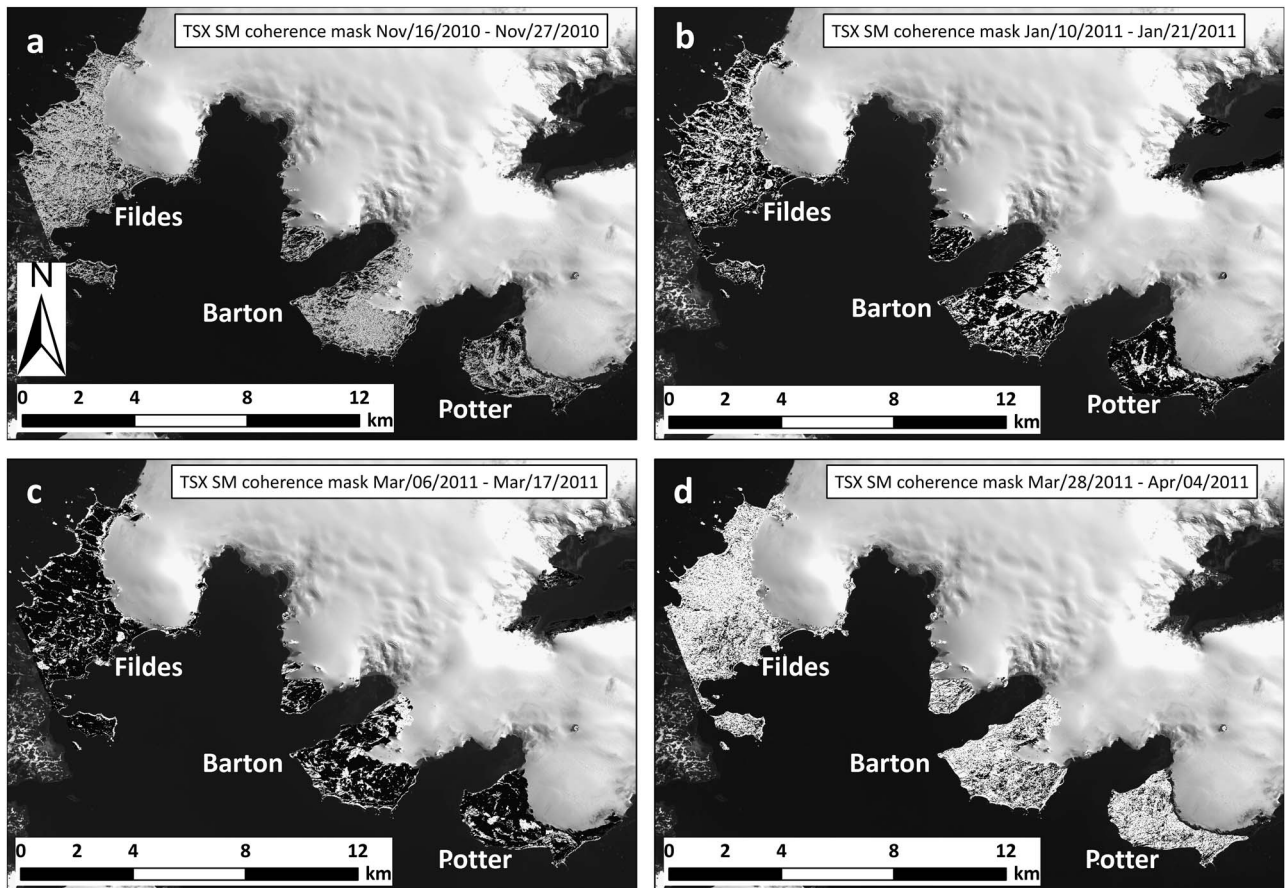 a
TSX SM coherence mask Nov/16/2010 - Nov/27/2010
Fildes
N
Barton
Potter
0 2 4 8 12
km
b
TSX SM coherence mask Jan/10/2011 - Jan/21/2011
Fildes
Barton
Potter
0 2 4 8 12
km
c
TSX SM coherence mask Mar/06/2011 - Mar/17/2011
Fildes
Barton
Potter
0 2 4 8 12
km
d
TSX SM coherence mask Mar/28/2011 - Apr/04/2011
Fildes
Barton
Potter
0 2 4 8 12
km